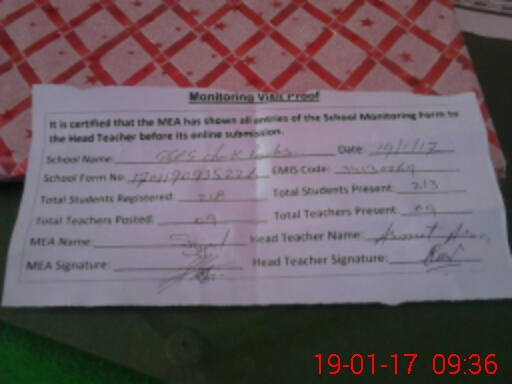 Monitoring Visit Proof
It is certified that the MEA has shown all entries of the School Monitoring Form to
the Head Teacher before its online submission.
School Name: Date: 19/1/17
School Form No: EMIS Code:
Total Students Registered: 218 Total Students Present: 213
Total Teachers Posted: 09 Total Teachers Present: 09
MEA Name: Head Teacher Name:
MEA Signature: Head Teacher Signature:
19-01-17 09:36